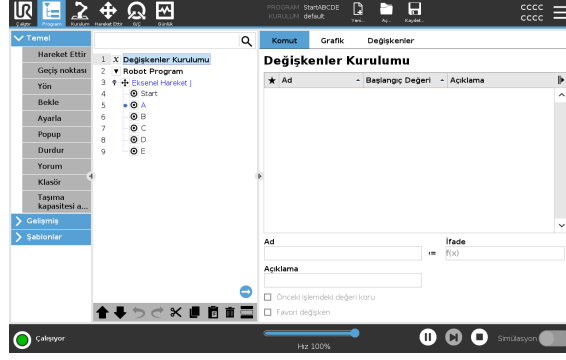 PROGRAM StartABCDE
KURULUM default
Çalıştır Program Kurulum Hareket Ettir G/Ç Günlük
Yeni... Aç... Kaydet...
CCCC
CCCC
Temel
Hareket Ettir
Geçiş noktası
Yön
Bekle
Ayarla
Popup
Durdur
Yorum
Klasör
Taşıma
kapasitesi a...
Gelişmiş
Şablonlar
1 X Değişkenler Kurulumu
2 Robot Program
3 Eksenel Hareket J
4 Start
5 A
6 B
7 C
8 D
9 E
Komut Grafik Değişkenler
Değişkenler Kurulumu
Ad Başlangıç Değeri Açıklama
Ad İfade
:= f(x)
Açıklama
Önceki işlemdeki değeri koru
Favori değişken
Çalışıyor
Hız 100%
Simülasyon